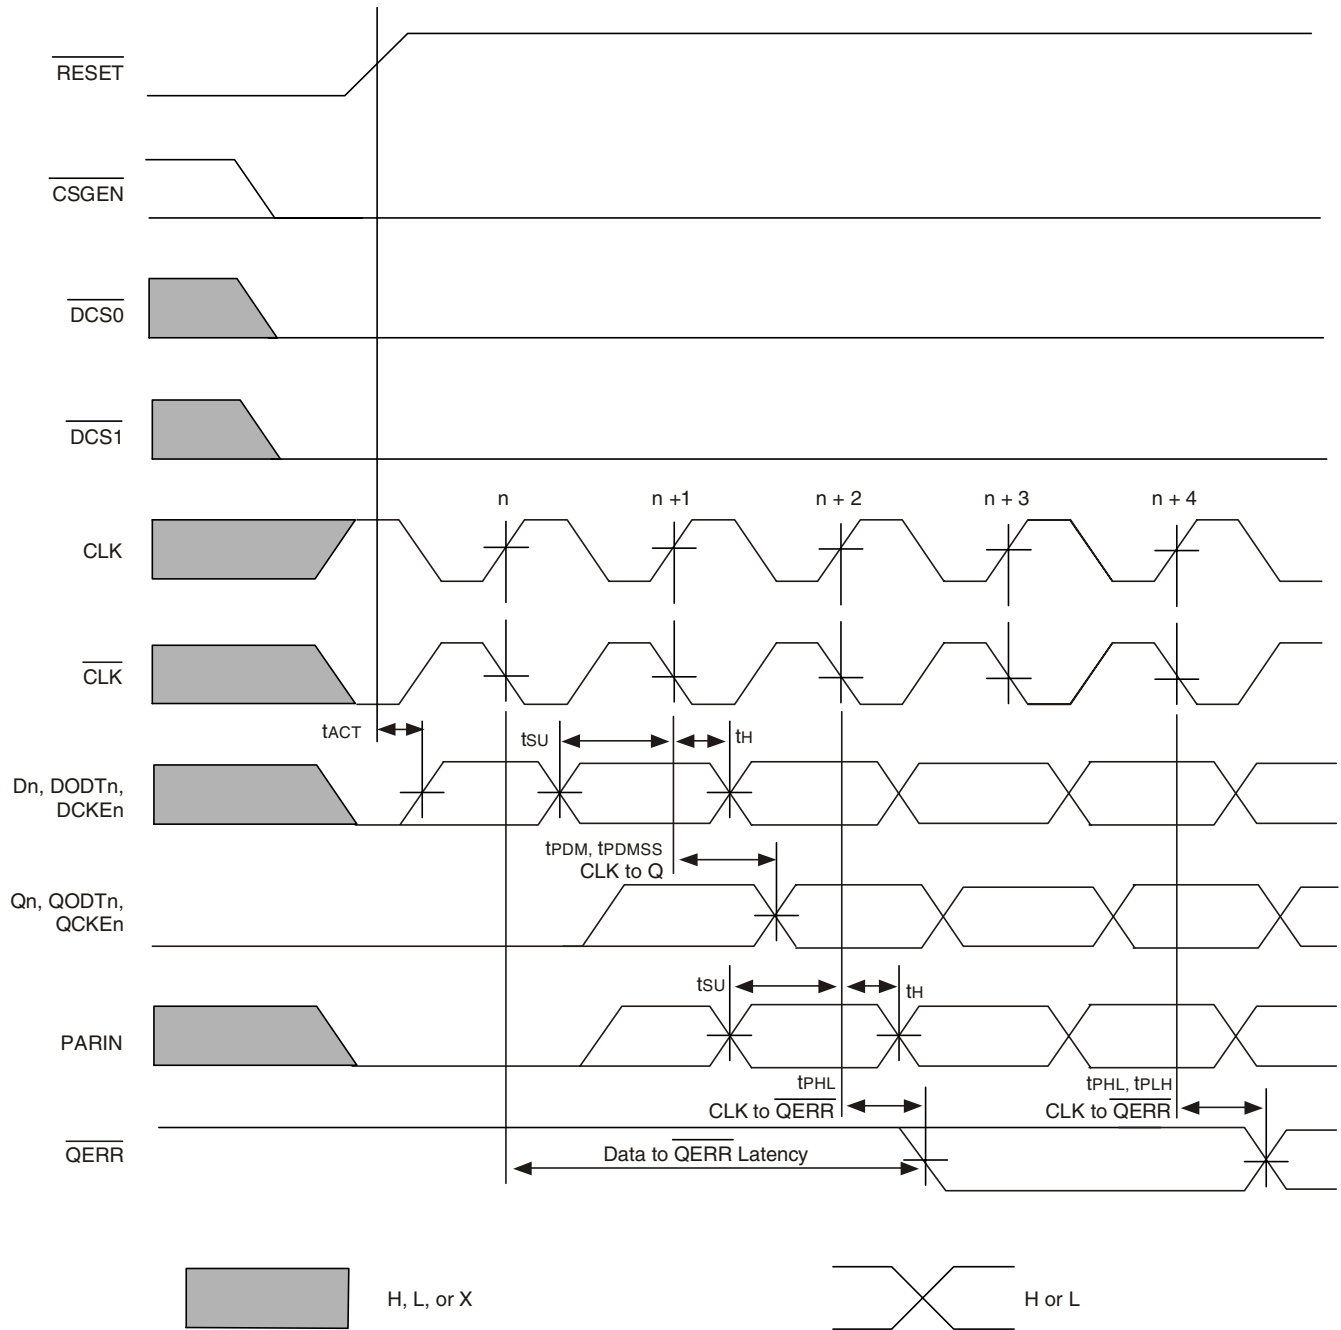 RESET
CSGEN
DCS0
DCS1
n
n +1
n + 2
n + 3
n + 4
CLK
CLK
tACT
tSU
tH
Dn, DODTn,
DCKEn
tPDM, tPDMSS
CLK to Q
Qn, QODTn,
QCKEn
tSU
tH
PARIN
tPHL
CLK to QERR
tPHL, tPLH
CLK to QERR
QERR
Data to QERR Latency
H, L, or X
H or L